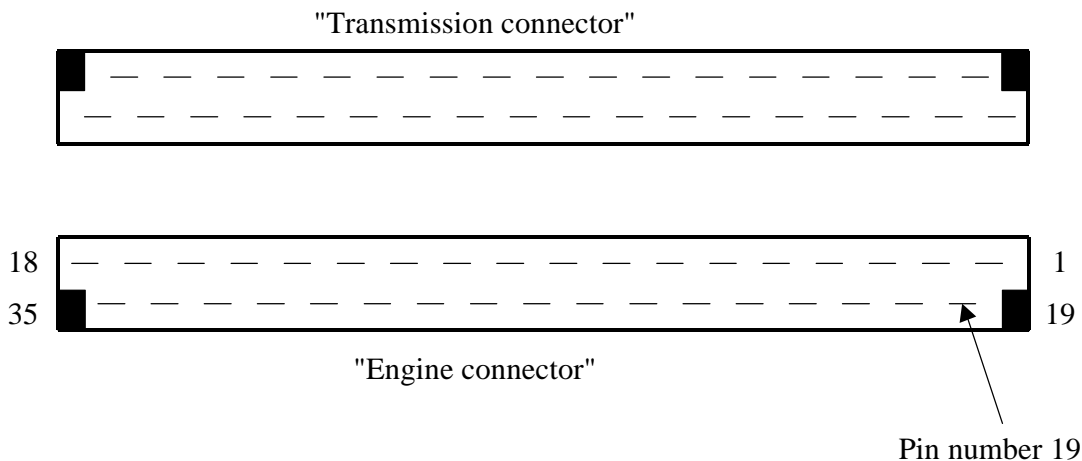 "Transmission connector"
18 1
35 19
"Engine connector"
Pin number 19